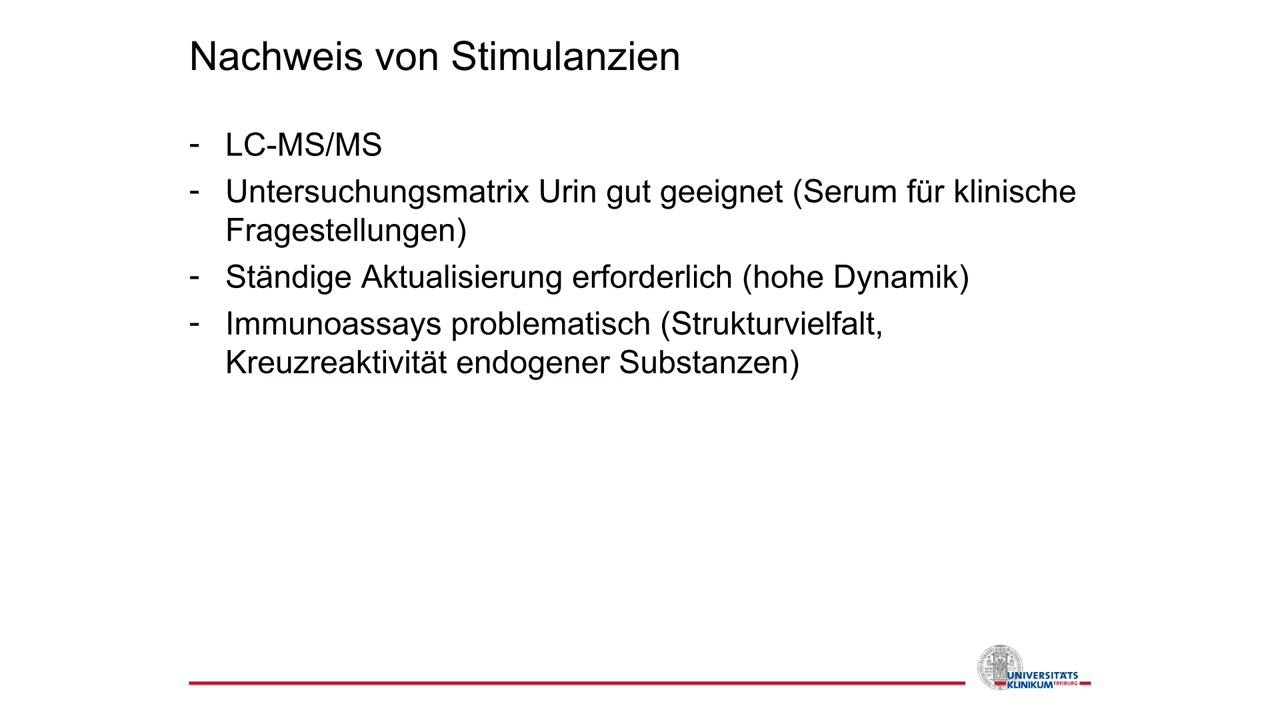 Nachweis von Stimulanzien
- LC-MS/MS
- Untersuchungsmatrix Urin gut geeignet (Serum für klinische
Fragestellungen)
- Ständige Aktualisierung erforderlich (hohe Dynamik)
- Immunoassays problematisch (Strukturvielfalt,
Kreuzreaktivität endogener Substanzen)
UNIVERSITÄTS
KLINIKUM FREIBURG